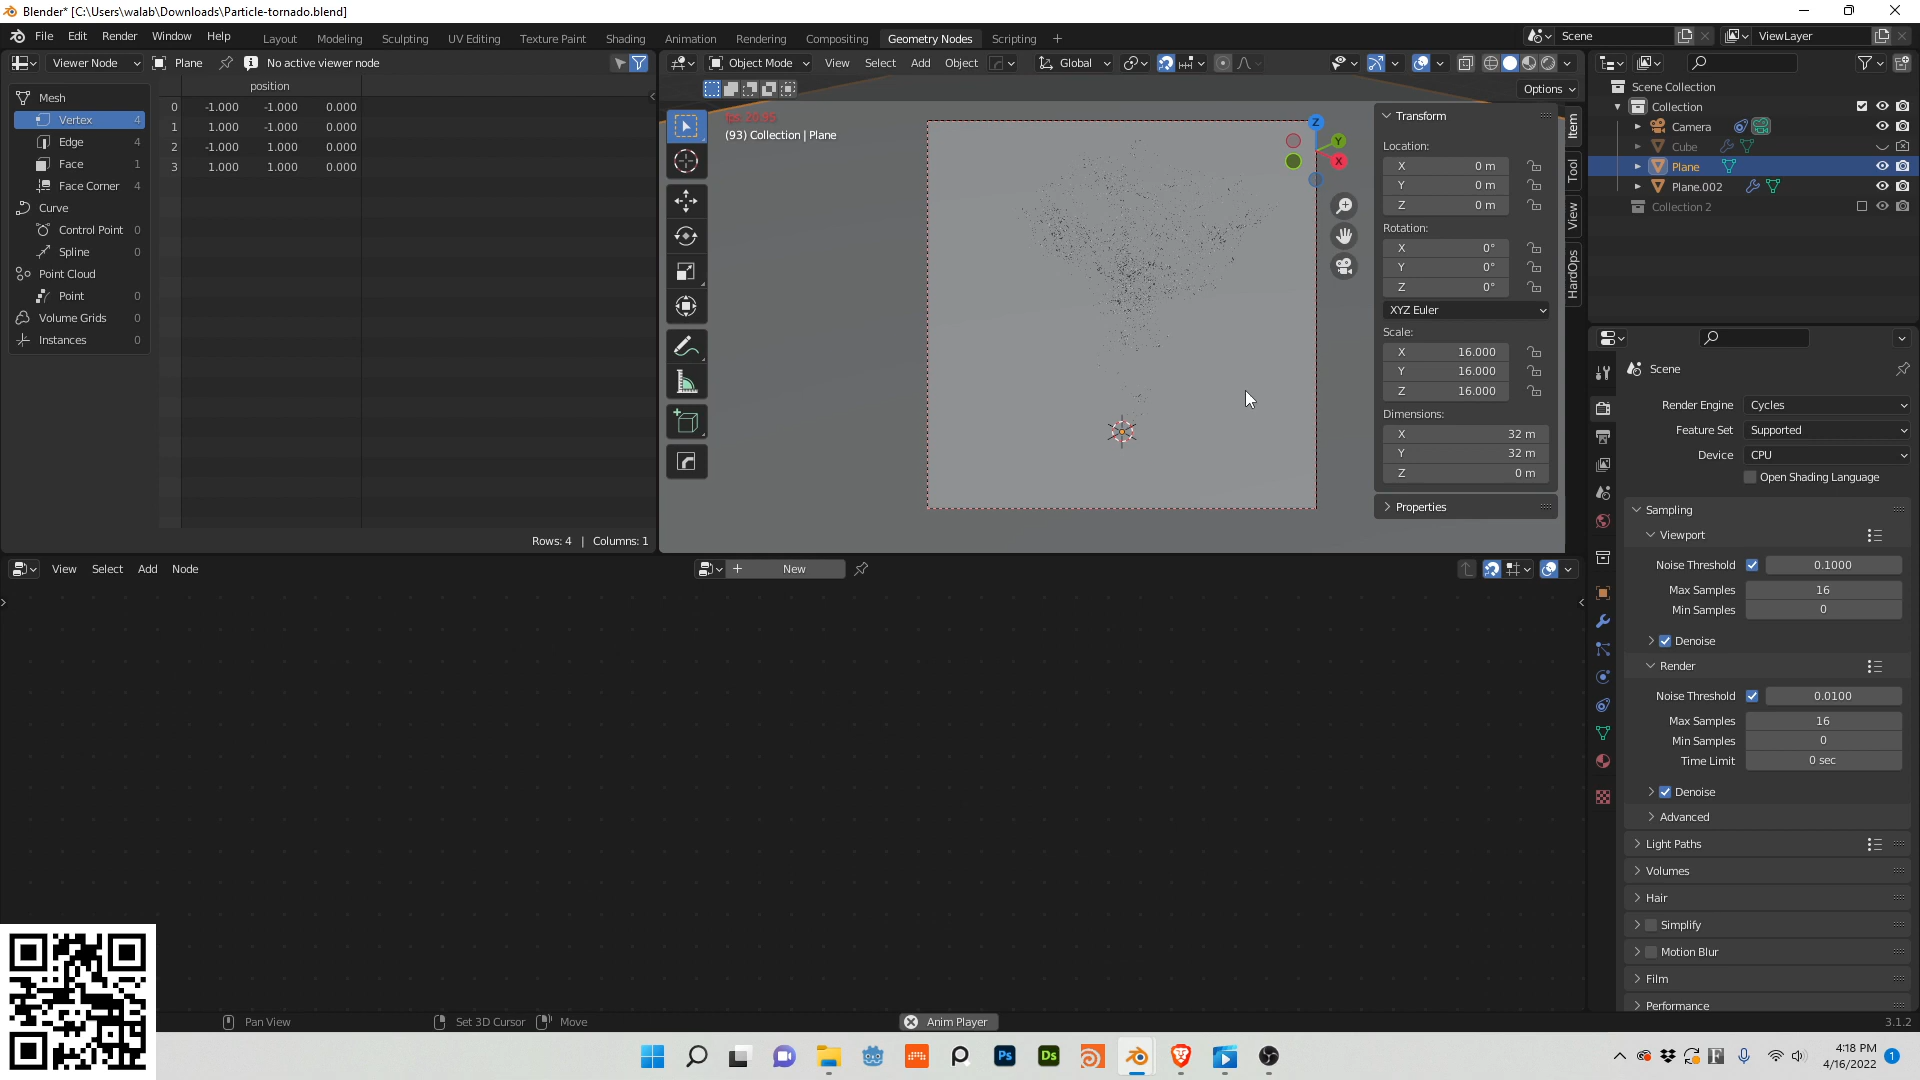 Blender* [C:\Users\walab\Downloads\Particle-tornado.blend]
File Edit Render Window Help Layout Modeling Sculpting UV Editing Texture Paint Shading Animation Rendering Compositing Geometry Nodes Scripting + Scene ViewLayer
Viewer Node Plane No active viewer node
position
0 -1.000 -1.000 0.000
1 1.000 -1.000 0.000
2 -1.000 1.000 0.000
3 1.000 1.000 0.000
Mesh
Vertex 4
Edge 4
Face 1
Face Corner 4
Curve
Control Point 0
Spline 0
Point Cloud
Point 0
Volume Grids 0
Instances 0
Rows: 4 | Columns: 1
Object Mode View Select Add Object Global
Options
fps: 20.95
(93) Collection | Plane
Z
Y
X
Transform
Location:
X 0 m
Y 0 m
Z 0 m
Rotation:
X 0°
Y 0°
Z 0°
XYZ Euler
Scale:
X 16.000
Y 16.000
Z 16.000
Dimensions:
X 32 m
Y 32 m
Z 0 m
Properties
Item
Tool
View
HardOps
Scene Collection
Collection
Camera
Cube
Plane
Plane.002
Collection 2
Scene
Render Engine Cycles
Feature Set Supported
Device CPU
Open Shading Language
Sampling
Viewport
Noise Threshold 0.1000
Max Samples 16
Min Samples 0
Denoise
Render
Noise Threshold 0.0100
Max Samples 16
Min Samples 0
Time Limit 0 sec
Denoise
Advanced
Light Paths
Volumes
Hair
Simplify
Motion Blur
Film
Performance
View Select Add Node New
Pan View Set 3D Cursor Move Anim Player 3.1.2
Ps
Ds
F
4:18 PM
4/16/2022
1